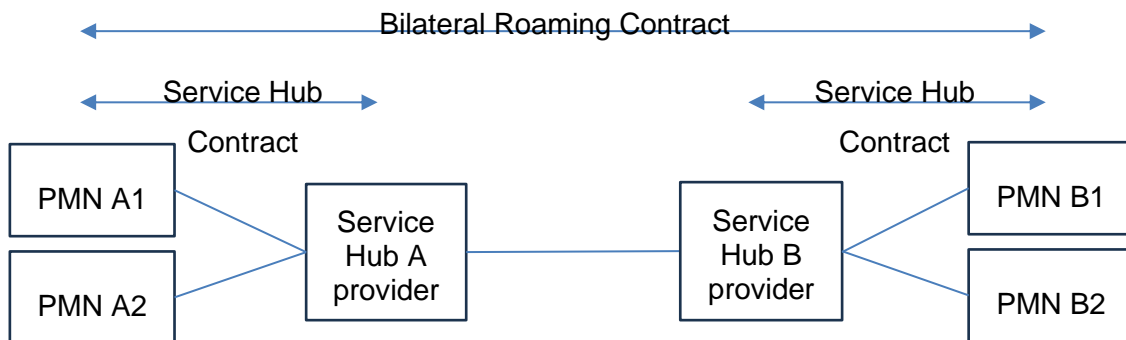 Bilateral Roaming Contract
Service Hub
Contract
Service Hub
Contract
PMN A1
PMN A2
Service
Hub A
provider
Service
Hub B
provider
PMN B1
PMN B2